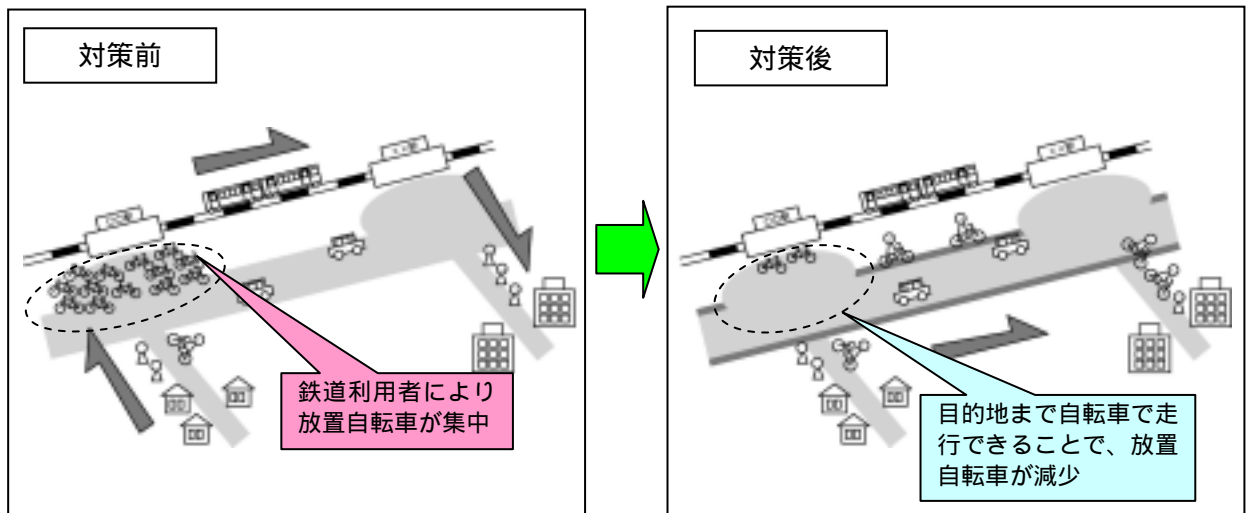 対策前
対策後
鉄道利用者により
放置自転車が集中
目的地まで自転車で走
行できることで、放置
自転車が減少